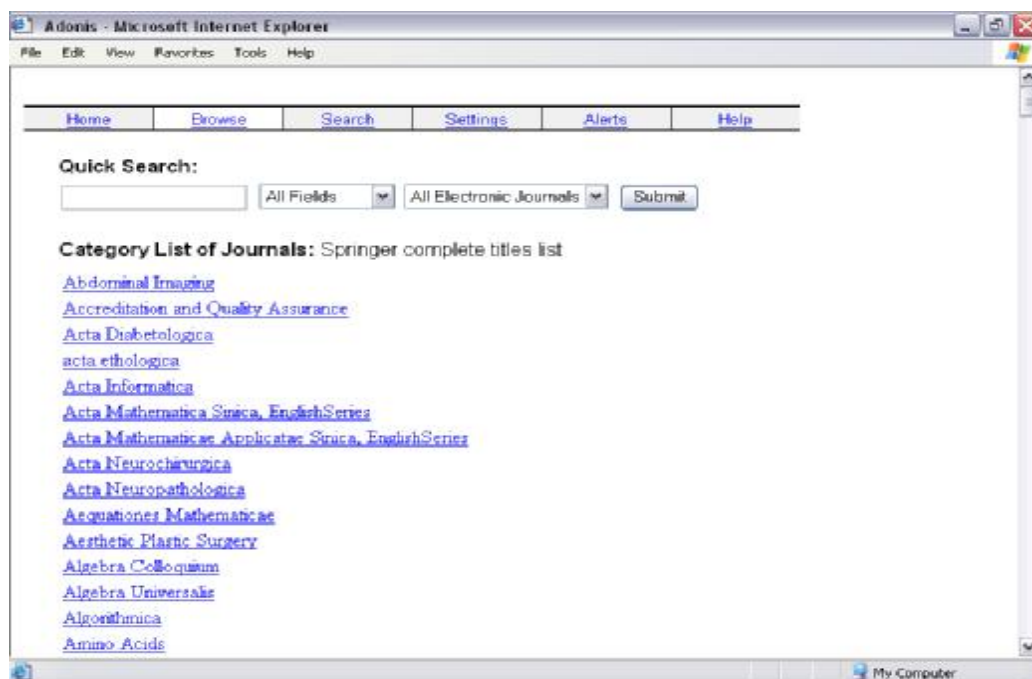 Adonis - Microsoft Internet Explorer
File Edit View Favorites Tools Help
Home Browse Search Settings Alerts Help
Quick Search:
All Fields All Electronic Journals Submit
Category List of Journals: Springer complete titles list
Abdominal Imaging
Accreditation and Quality Assurance
Acta Diabetologica
acta ethologica
Acta Informatica
Acta Mathematica Sinica, EnglishSeries
Acta Mathematicae Applicatae Sinica, EnglishSeries
Acta Neurochirurgica
Acta Neuropathologica
Aequationes Mathematicae
Aesthetic Plastic Surgery
Algebra Colloquium
Algebra Universalis
Algorithmica
Amino Acids
My Computer